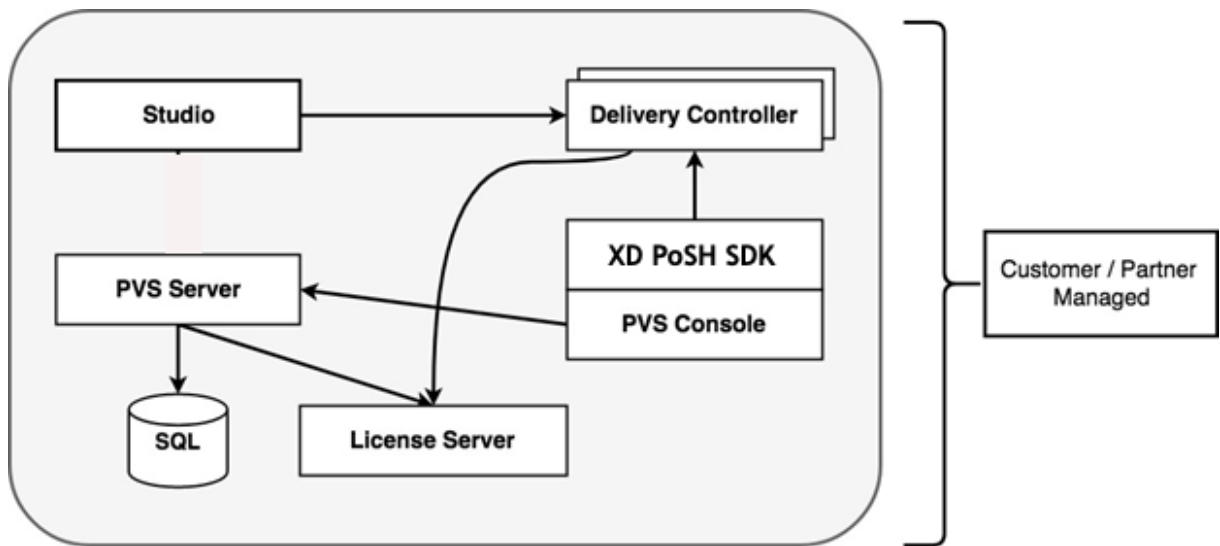 Studio
Delivery Controller
XD PoSH SDK
PVS Server
PVS Console
Customer / Partner
Managed
SQL
License Server